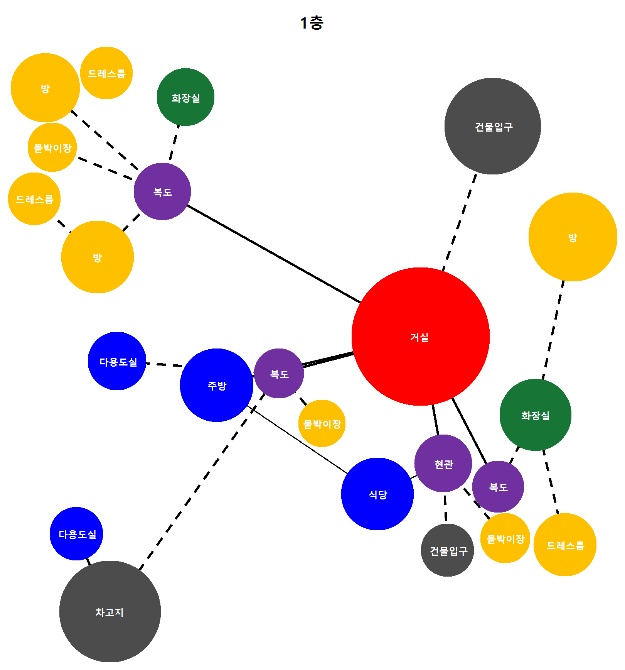 1층
드레스룸
방
화장실
건물입구
붙박이장
복도
드레스룸
방
방
거실
다용도실
복도
주방
화장실
붙박이장
현관
복도
식당
다용도실
붙박이장
드레스룸
건물입구
차고지